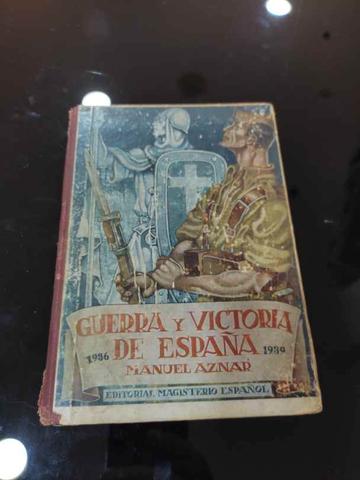 GUERRA Y VICTORIA
1936 DE ESPAÑA 1939
MANUEL AZNAR
EDITORIAL MAGISTERIO ESPAÑOL